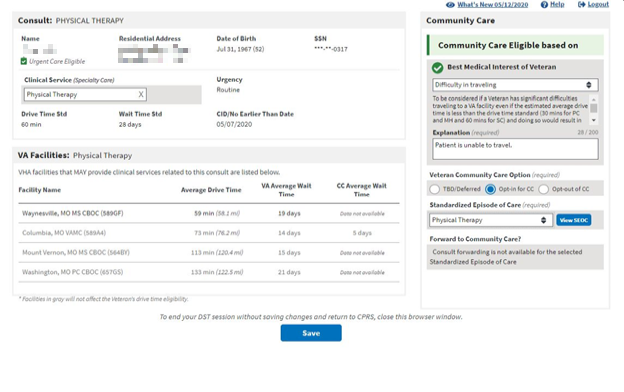 What's New 05/12/2020 Help Logout
Consult: PHYSICAL THERAPY
Name Residential Address Date of Birth SSN
Jul 31, 1967 (52) ***-**-0317
Urgent Care Eligible
Clinical Service (Specialty Care) Urgency
Physical Therapy X Routine
Drive Time Std Wait Time Std CID/No Earlier Than Date
60 min 28 days 05/07/2020
VA Facilities: Physical Therapy
VHA facilities that MAY provide clinical services related to this consult are listed below.
Facility Name Average Drive Time VA Average Wait Time CC Average Wait Time
Waynesville, MO MS CBOC (589GF) 59 min (58.1 mi) 19 days Data not available
Columbia, MO VAMC (589A4) 73 min (76.2 mi) 14 days 5 days
Mount Vernon, MO MS CBOC (564BY) 113 min (120.4 mi) 15 days Data not available
Washington, MO PC CBOC (657GS) 133 min (122.5 mi) 21 days Data not available
* Facilities in gray will not affect the Veteran's drive time eligibility.
Community Care
Community Care Eligible based on
Best Medical Interest of Veteran
Difficulty in traveling
To be considered if a Veteran has significant difficulties
traveling to a VA facility even if the estimated average drive
time is less than the drive time standard (30 mins for PC
and MH and 60 mins for SC) and doing so would result in
Explanation (required) 28 / 200
Patient is unable to travel.
Veteran Community Care Option (required)
TBD/Deferred Opt-in for CC Opt-out of CC
Standardized Episode of Care (required)
Physical Therapy View SEOC
Forward to Community Care?
Consult forwarding is not available for the selected
Standardized Episode of Care
To end your DST session without saving changes and return to CPRS, close this browser window.
Save